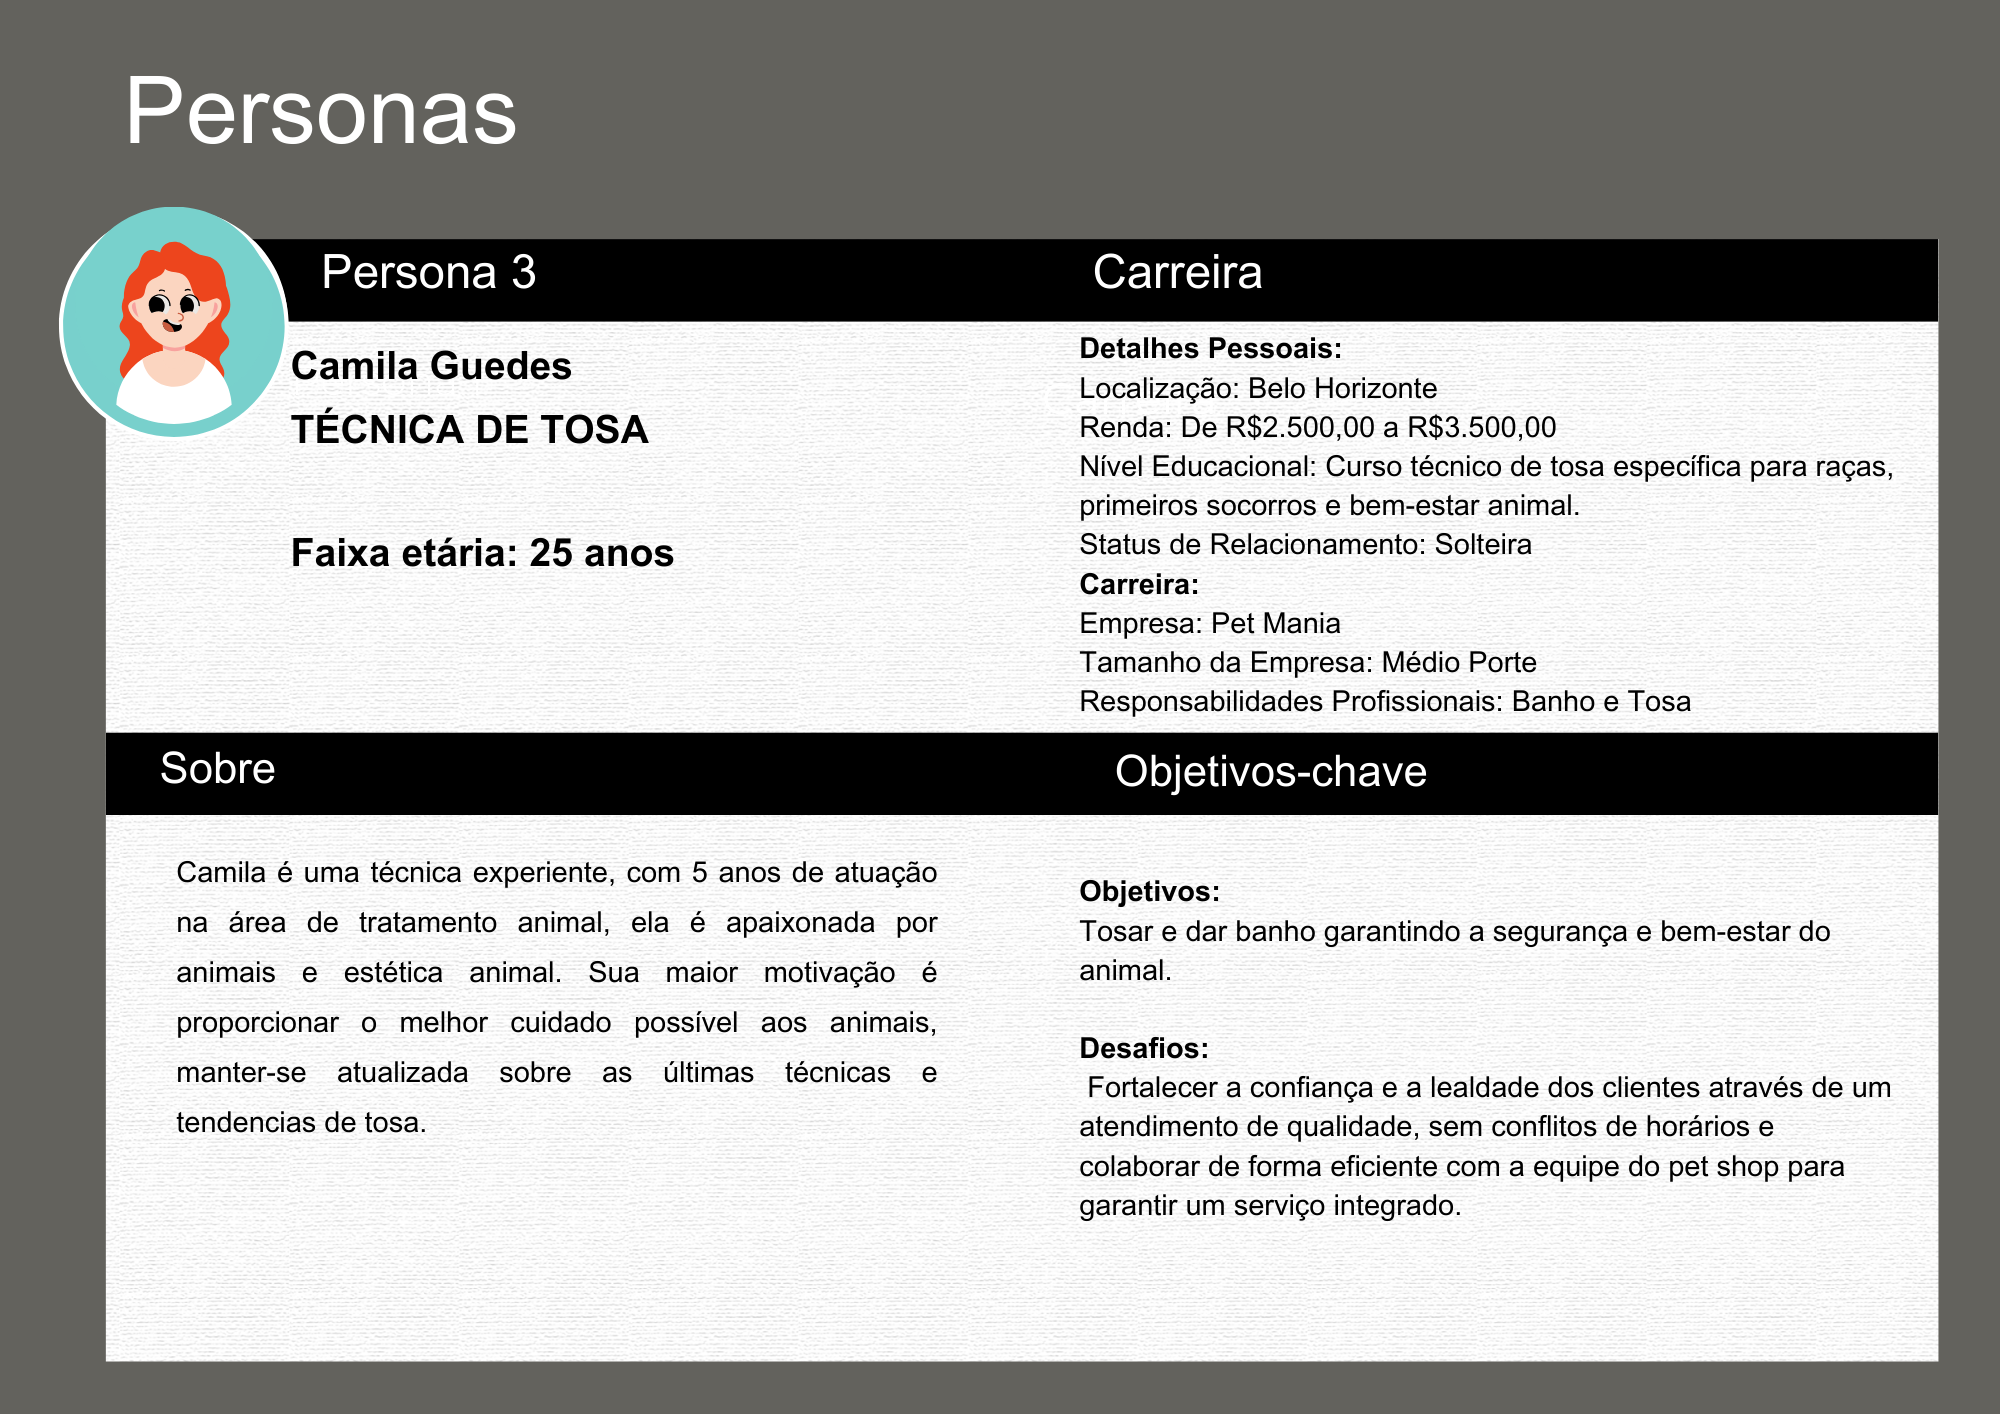 Personas
Persona 3
Camila Guedes
TÉCNICA DE TOSA
Faixa etária: 25 anos
Carreira
Detalhes Pessoais:
Localização: Belo Horizonte
Renda: De R$2.500,00 a R$3.500,00
Nível Educacional: Curso técnico de tosa específica para raças,
primeiros socorros e bem-estar animal.
Status de Relacionamento: Solteira
Carreira:
Empresa: Pet Mania
Tamanho da Empresa: Médio Porte
Responsabilidades Profissionais: Banho e Tosa
Sobre
Camila é uma técnica experiente, com 5 anos de atuação
na área de tratamento animal, ela é apaixonada por
animais e estética animal. Sua maior motivação é
proporcionar o melhor cuidado possível aos animais,
manter-se atualizada sobre as últimas técnicas e
tendencias de tosa.
Objetivos-chave
Objetivos:
Tosar e dar banho garantindo a segurança e bem-estar do
animal.
Desafios:
Fortalecer a confiança e a lealdade dos clientes através de um
atendimento de qualidade, sem conflitos de horários e
colaborar de forma eficiente com a equipe do pet shop para
garantir um serviço integrado.